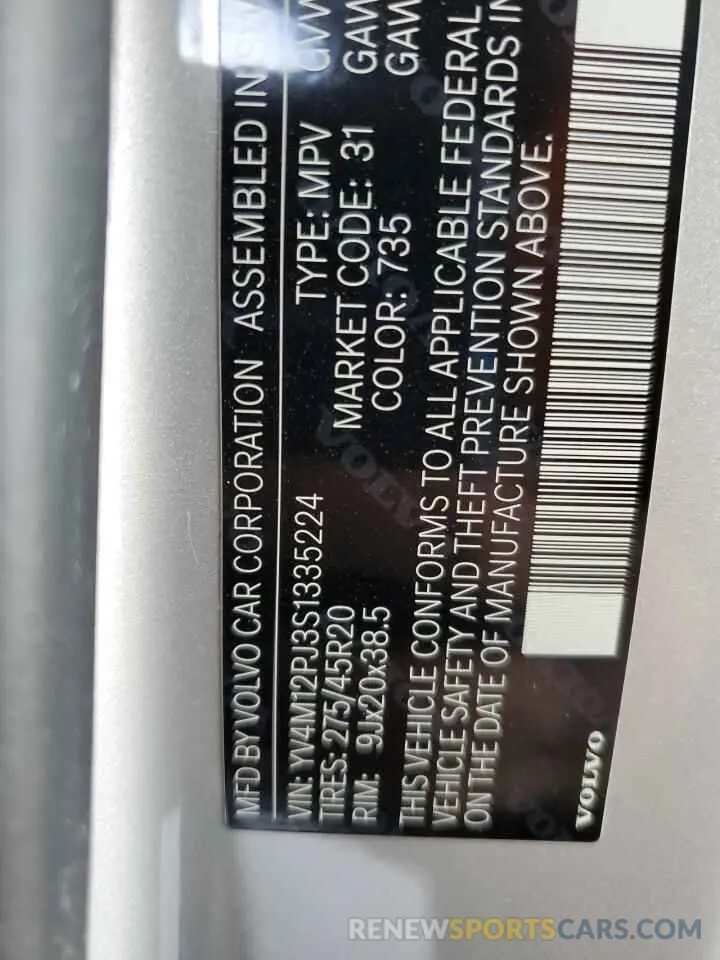 MFD BY VOLVO CAR CORPORATION ASSEMBLED IN
VIN: YV4M12PJ3S1335224 TYPE: MPV
TIRES: 275/45R20 MARKET CODE: 31
RIM: 9Jx20x38.5 COLOR: 735
THIS VEHICLE CONFORMS TO ALL APPLICABLE FEDERAL
VEHICLE SAFETY AND THEFT PREVENTION STANDARDS IN
ON THE DATE OF MANUFACTURE SHOWN ABOVE.
VOLVO
RENEWSPORTSCARS.COM